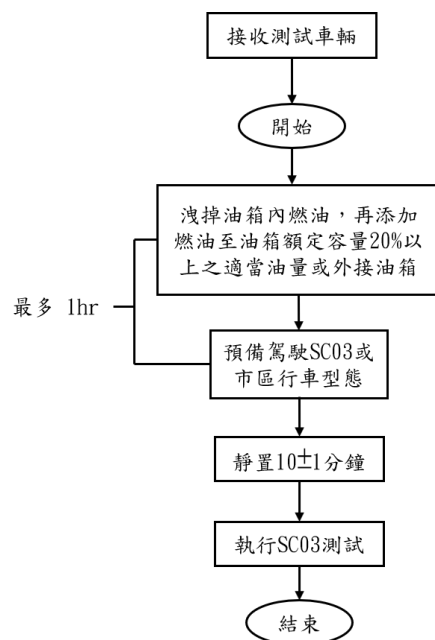 接收測試車輛
開始
洩掉油箱內燃油，再添加
燃油至油箱額定容量20%以
上之適當油量或外接油箱
最多 1hr
預備駕駛SC03或
市區行車型態
靜置10±1分鐘
執行SC03測試
結束